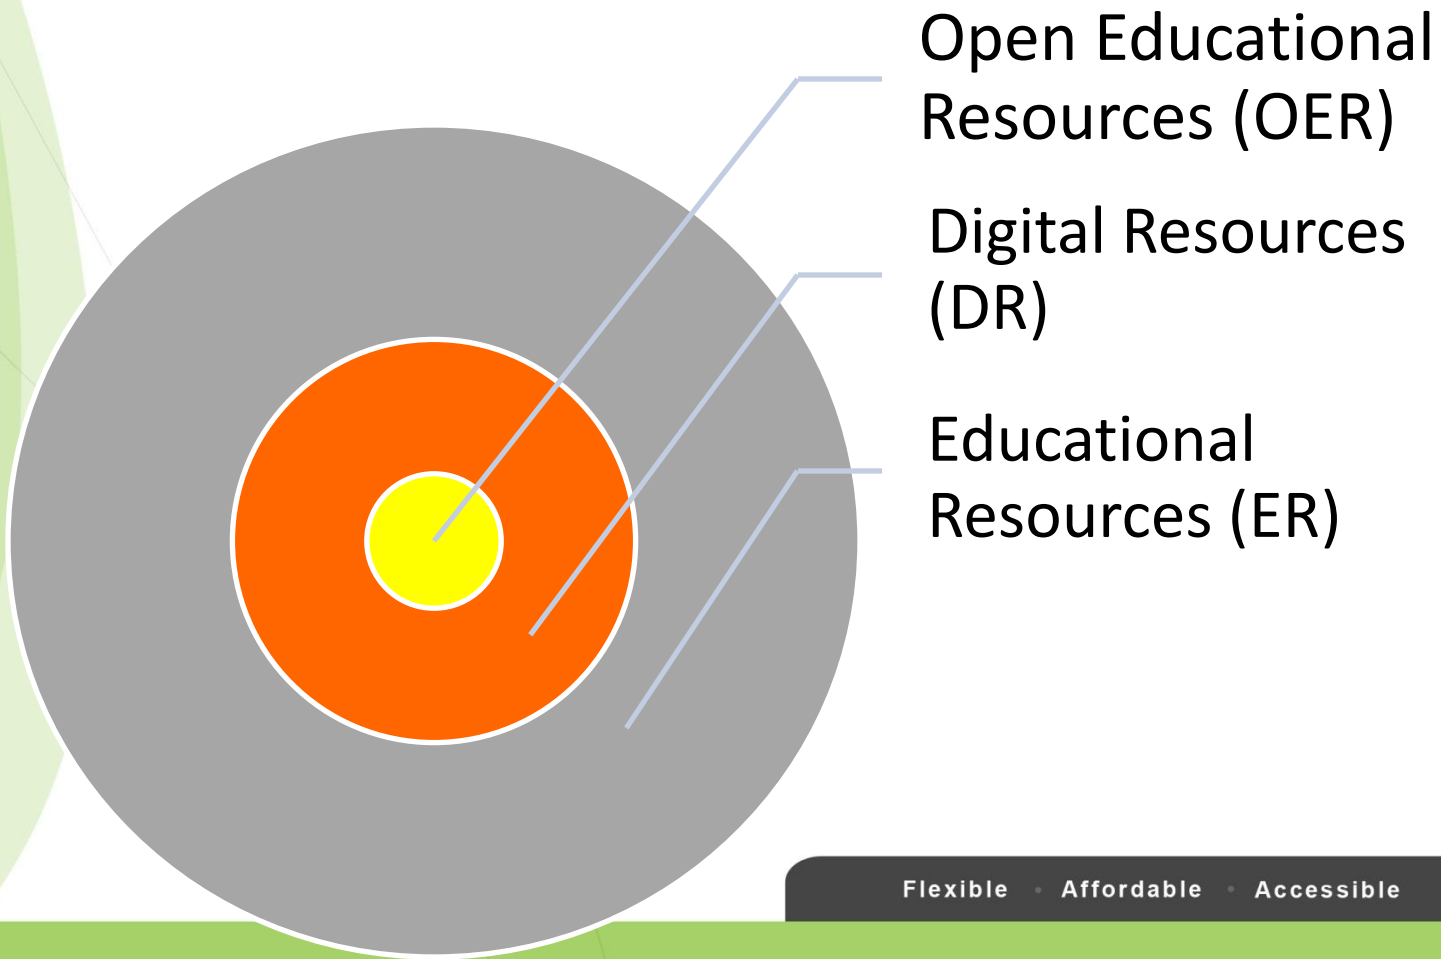 Open Educational
Resources (OER)
Digital Resources
(DR)
Educational
Resources (ER)
Flexible • Affordable • Accessible